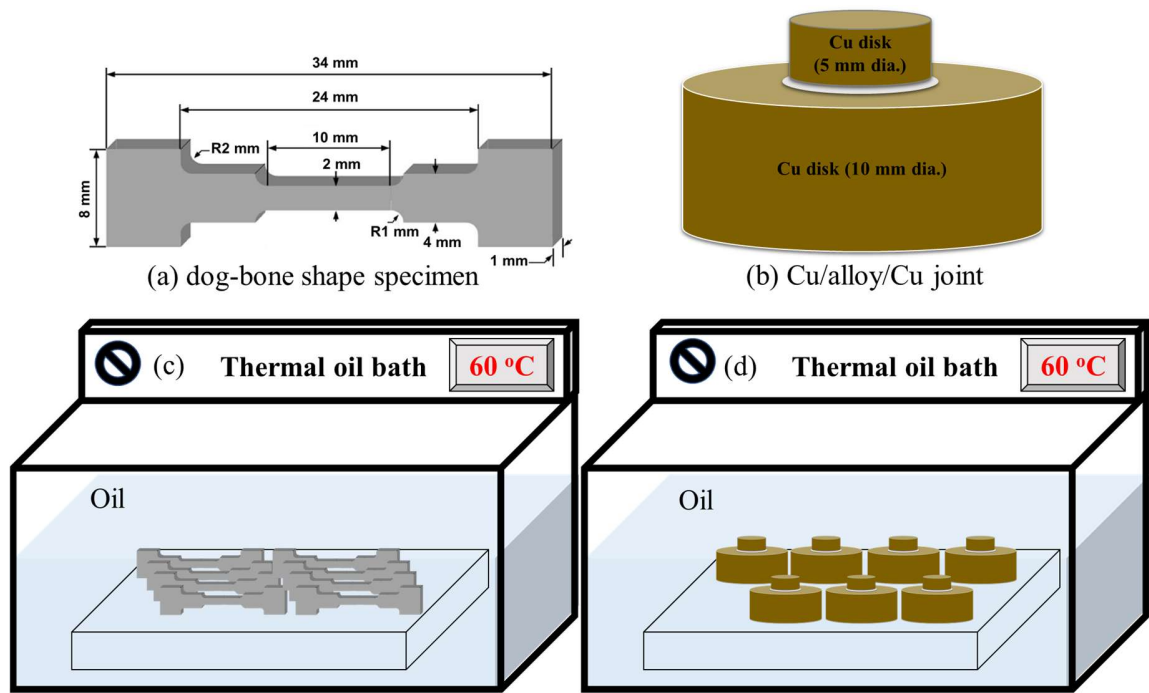 34 mm
24 mm
10 mm
R2 mm
2 mm
8 mm
R1 mm
4 mm
1 mm
(a) dog-bone shape specimen
Cu disk
(5 mm dia.)
Cu disk (10 mm dia.)
(b) Cu/alloy/Cu joint
(c) Thermal oil bath 60 °C
Oil
(d) Thermal oil bath 60 °C
Oil